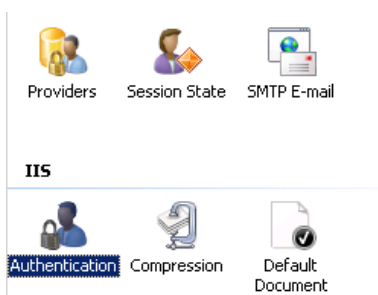 Providers Session State SMTP E-mail
IIS
Authentication Compression Default
Document